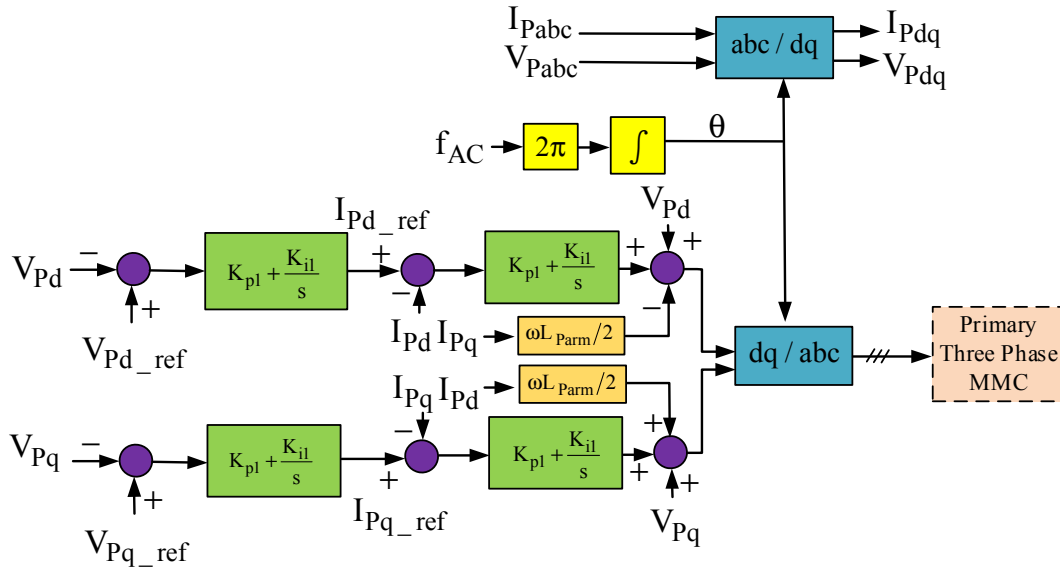 I_Pabc
V_Pabc
abc / dq
I_Pdq
V_Pdq
f_AC
2π
∫
θ
V_Pd
I_Pd_ref
+
+
−
V_Pd
K_p1 + K_i1/s
+
−
K_p1 + K_i1/s
−
+
V_Pd_ref
I_Pd
I_Pq
ωL_Parm/2
dq / abc
Primary
Three Phase
MMC
I_Pq
I_Pd
ωL_Parm/2
−
V_Pq
K_p1 + K_i1/s
−
K_p1 + K_i1/s
+
+
+
+
V_Pq_ref
I_Pq_ref
V_Pq
+